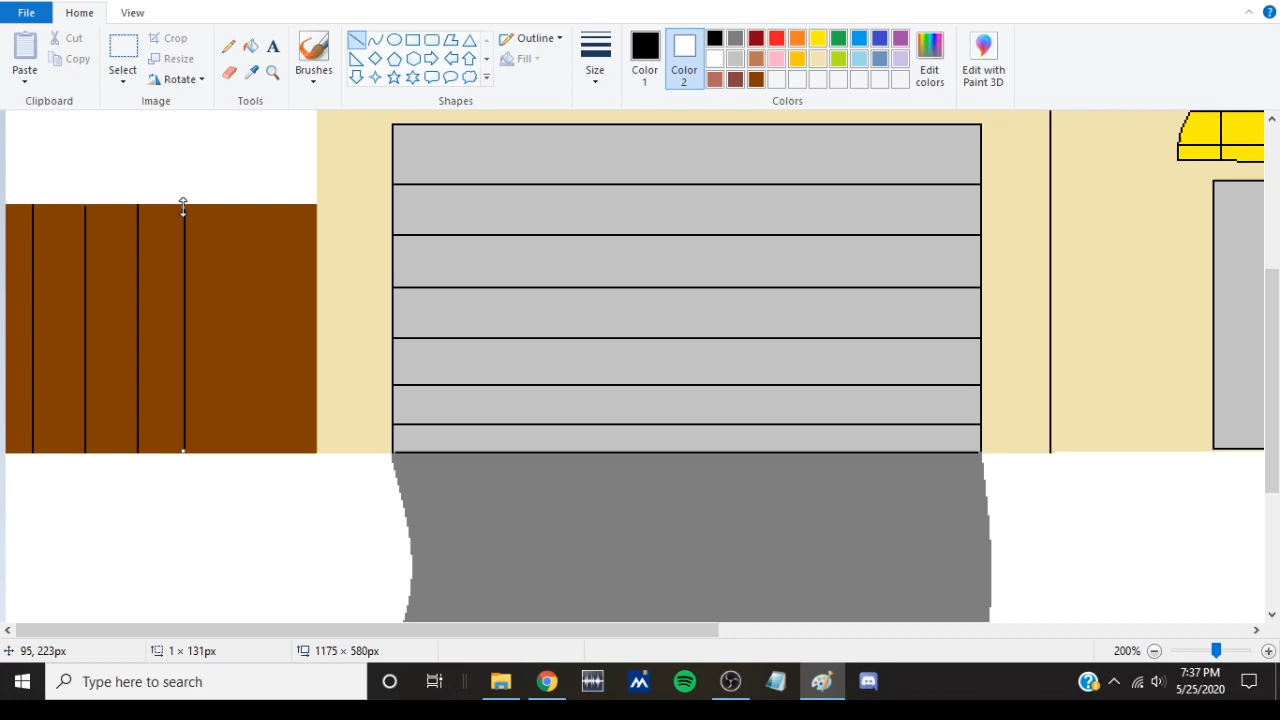 File Home View
Paste
Cut
Copy
Clipboard
Select
Crop
Resize
Rotate
Image
Tools
Brushes
Outline
Fill
Shapes
Size
Color
1
Color
2
Colors
Edit
colors
Edit with
Paint 3D
95, 223px 1 × 131px 1175 × 580px 200%
Type here to search
7:37 PM
5/25/2020